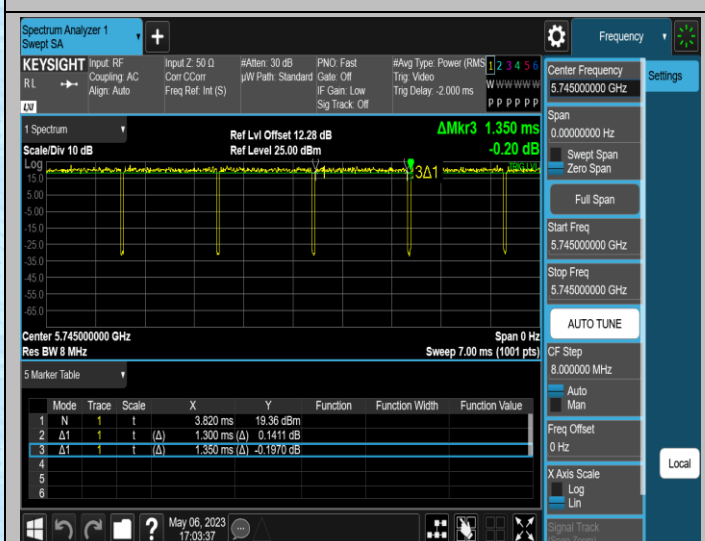 Spectrum Analyzer 1
Swept SA
+
Frequency
KEYSIGHT
RL
LXI
Input: RF
Coupling: AC
Align: Auto
Input Z: 50 Ω
Corr CCorr
Freq Ref: Int (S)
#Atten: 30 dB
µW Path: Standard
PNO: Fast
Gate: Off
IF Gain: Low
Sig Track: Off
#Avg Type: Power (RMS
Trig: Video
Trig Delay: -2.000 ms
1 2 3 4 5 6
W W W W W W
P P P P P P
Center Frequency
5.745000000 GHz
Settings
Span
0.00000000 Hz
Swept Span
Zero Span
Full Span
Start Freq
5.745000000 GHz
Stop Freq
5.745000000 GHz
AUTO TUNE
CF Step
8.000000 MHz
Auto
Man
Freq Offset
0 Hz
X Axis Scale
Log
Lin
Local
Signal Track
(Span Zoom)
1 Spectrum
Scale/Div 10 dB
Ref Lvl Offset 12.28 dB
Ref Level 25.00 dBm
ΔMkr3 1.350 ms
-0.20 dB
Log
TRIG LVL
1
3Δ1
15.0
5.00
-5.00
-15.0
-25.0
-35.0
-45.0
-55.0
-65.0
Center 5.745000000 GHz
Span 0 Hz
Res BW 8 MHz
Sweep 7.00 ms (1001 pts)
5 Marker Table
Mode Trace Scale X Y Function Function Width Function Value
1 N 1 t 3.820 ms 19.36 dBm
2 Δ1 1 t (Δ) 1.300 ms (Δ) 0.1411 dB
3 Δ1 1 t (Δ) 1.350 ms (Δ) -0.1970 dB
4
5
6
?
May 06, 2023
17:03:37